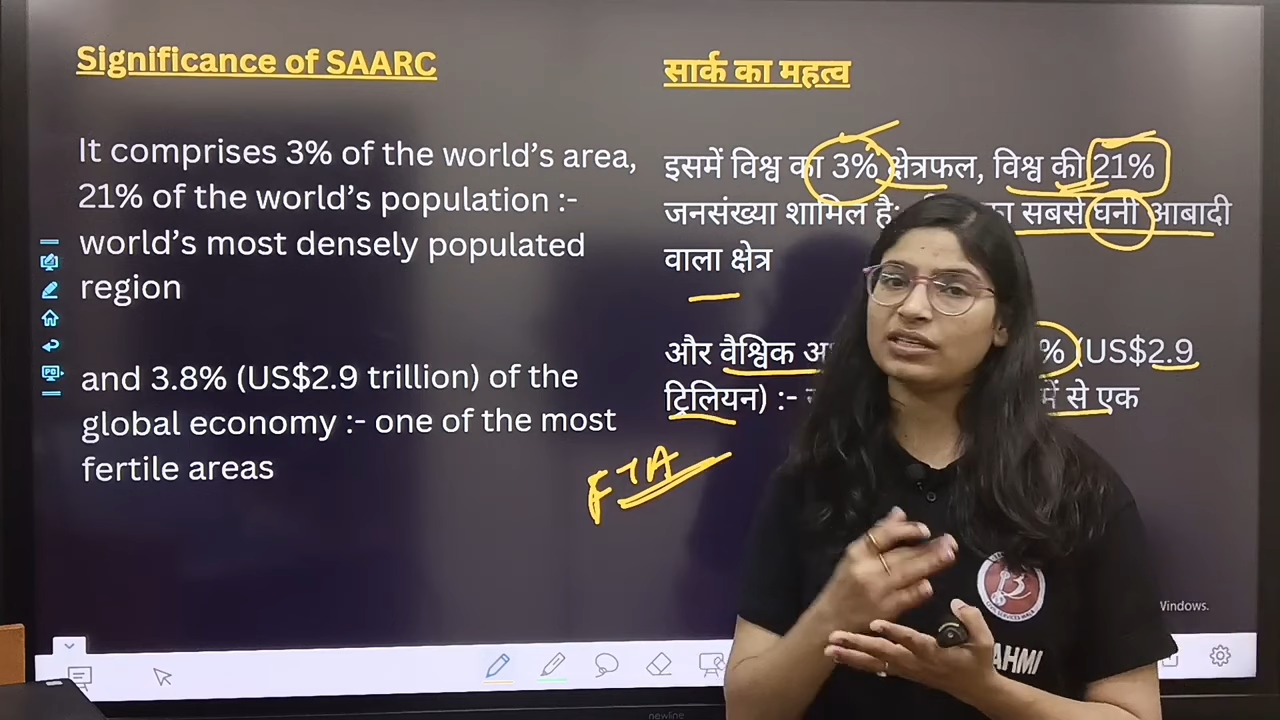 Significance of SAARC
It comprises 3% of the world's area,
21% of the world's population :-
world's most densely populated
region
and 3.8% (US$2.9 trillion) of the
global economy :- one of the most
fertile areas
सार्क का महत्व
इसमें विश्व का 3% क्षेत्रफल, विश्व की 21%
जनसंख्या शामिल है: सबसे घनी आबादी
वाला क्षेत्र
और वैश्विक % (US$2.9
ट्रिलियन) :- में से एक
FTA
Windows.
newline